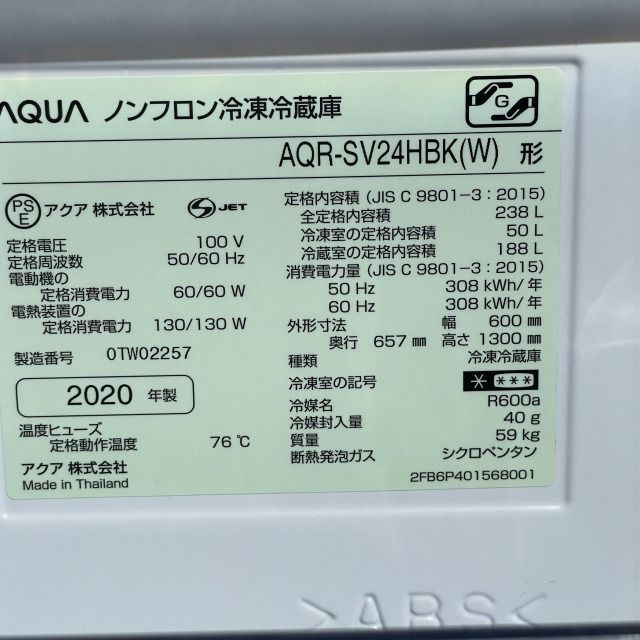 AQUA ノンフロン冷凍冷蔵庫
G
AQR-SV24HBK(W) 形
PSE アクア 株式会社 JET
定格電圧 100 V
定格周波数 50/60 Hz
電動機の
定格消費電力 60/60 W
電熱装置の
定格消費電力 130/130 W
製造番号 0TW02257
2020 年製
温度ヒューズ
定格動作温度 76 ℃
アクア 株式会社
Made in Thailand
定格内容積 (JIS C 9801-3:2015)
全定格内容積 238 L
冷凍室の定格内容積 50 L
冷蔵室の定格内容積 188 L
消費電力量 (JIS C 9801-3:2015)
50 Hz 308 kWh/年
60 Hz 308 kWh/年
外形寸法 幅 600 mm
奥行 657 mm 高さ 1300 mm
種類 冷凍冷蔵庫
冷凍室の記号 * ***
冷媒名 R600a
冷媒封入量 40 g
質量 59 kg
断熱発泡ガス シクロペンタン
2FB6P401568001
>ABS<